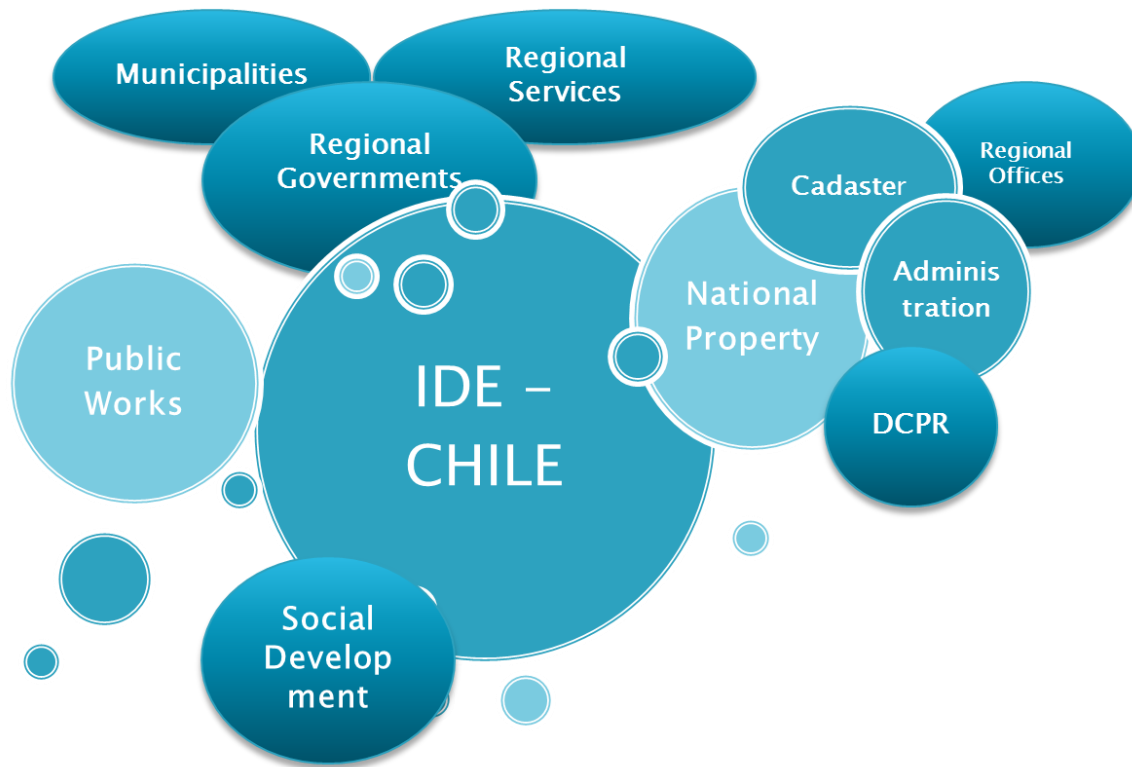 Municipalities
Regional
Services
Regional
Governments
Cadaster
Regional
Offices
Adminis
tration
National
Property
Public
Works
IDE –
CHILE
DCPR
Social
Develop
ment